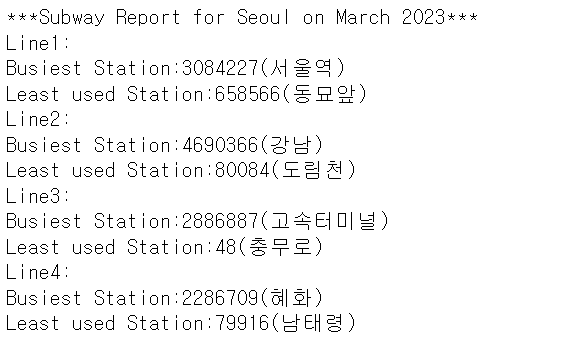 ***Subway Report for Seoul on March 2023***
Line1:
Busiest Station:3084227(서울역)
Least used Station:658566(동묘앞)
Line2:
Busiest Station:4690366(강남)
Least used Station:80084(도림천)
Line3:
Busiest Station:2886887(고속터미널)
Least used Station:48(충무로)
Line4:
Busiest Station:2286709(혜화)
Least used Station:79916(남태령)